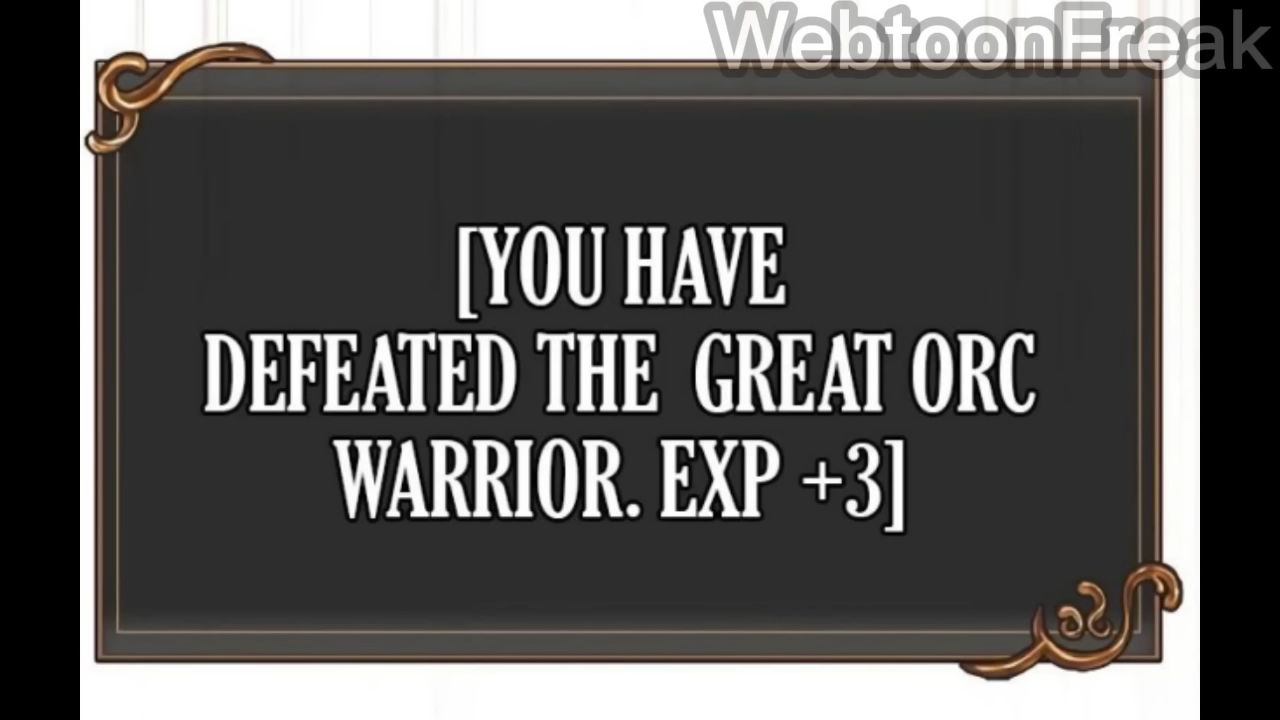 WebtoonFreak
[YOU HAVE
DEFEATED THE GREAT ORC
WARRIOR. EXP +3]